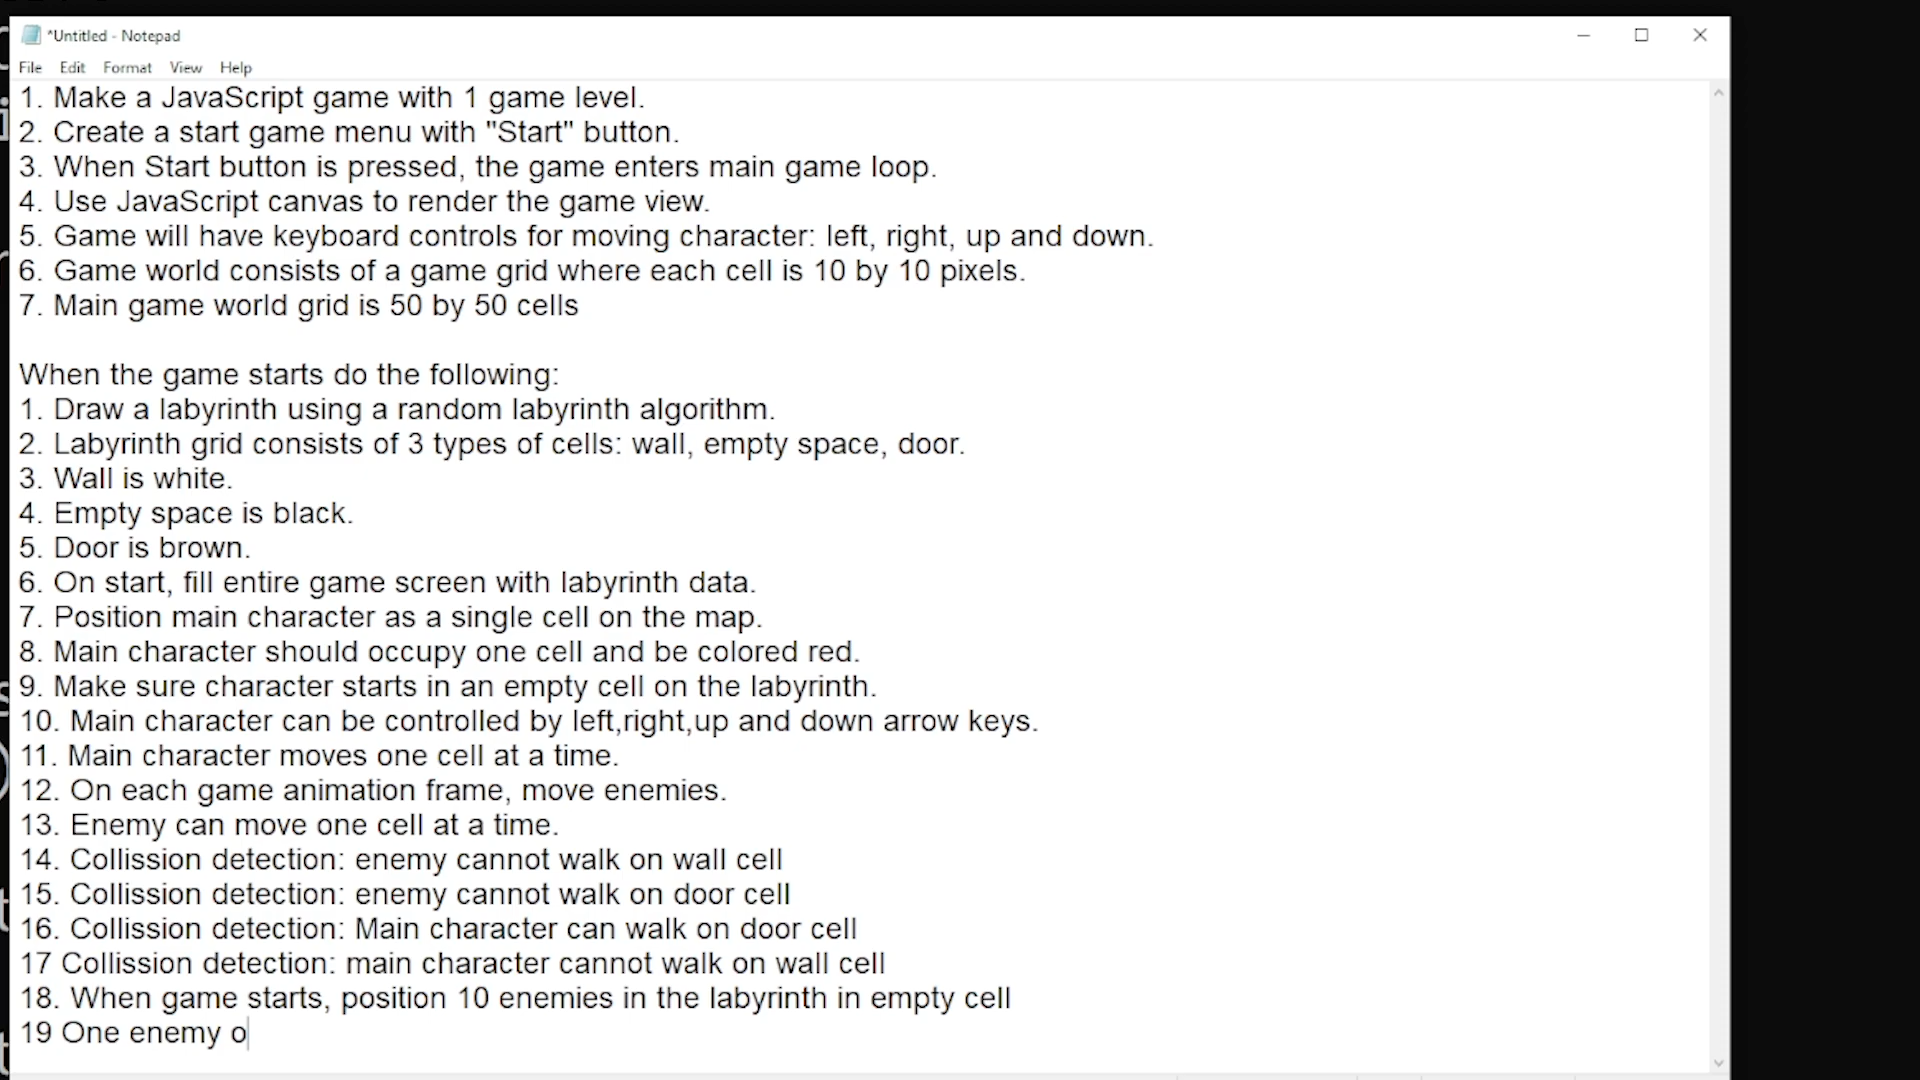 *Untitled - Notepad
File Edit Format View Help
1. Make a JavaScript game with 1 game level.
2. Create a start game menu with "Start" button.
3. When Start button is pressed, the game enters main game loop.
4. Use JavaScript canvas to render the game view.
5. Game will have keyboard controls for moving character: left, right, up and down.
6. Game world consists of a game grid where each cell is 10 by 10 pixels.
7. Main game world grid is 50 by 50 cells
When the game starts do the following:
1. Draw a labyrinth using a random labyrinth algorithm.
2. Labyrinth grid consists of 3 types of cells: wall, empty space, door.
3. Wall is white.
4. Empty space is black.
5. Door is brown.
6. On start, fill entire game screen with labyrinth data.
7. Position main character as a single cell on the map.
8. Main character should occupy one cell and be colored red.
9. Make sure character starts in an empty cell on the labyrinth.
10. Main character can be controlled by left,right,up and down arrow keys.
11. Main character moves one cell at a time.
12. On each game animation frame, move enemies.
13. Enemy can move one cell at a time.
14. Collission detection: enemy cannot walk on wall cell
15. Collission detection: enemy cannot walk on door cell
16. Collission detection: Main character can walk on door cell
17 Collission detection: main character cannot walk on wall cell
18. When game starts, position 10 enemies in the labyrinth in empty cell
19 One enemy o